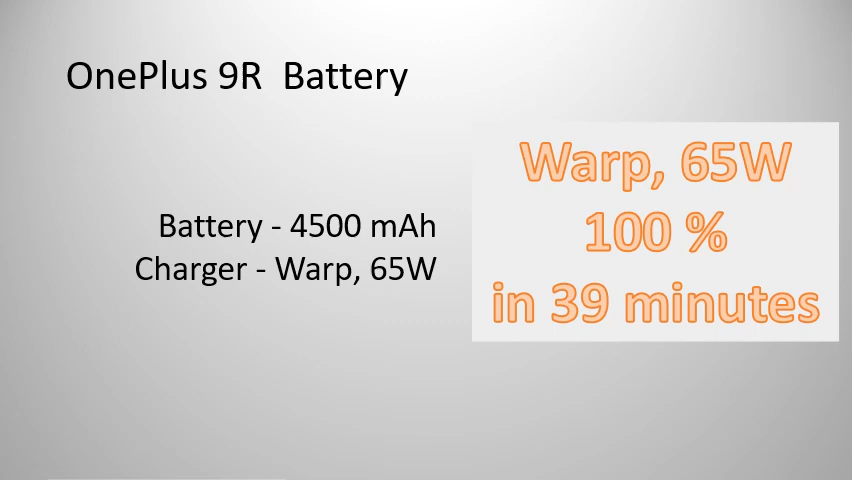 OnePlus 9R  Battery
Battery - 4500 mAh
Charger - Warp, 65W
Warp, 65W
100 %
in 39 minutes